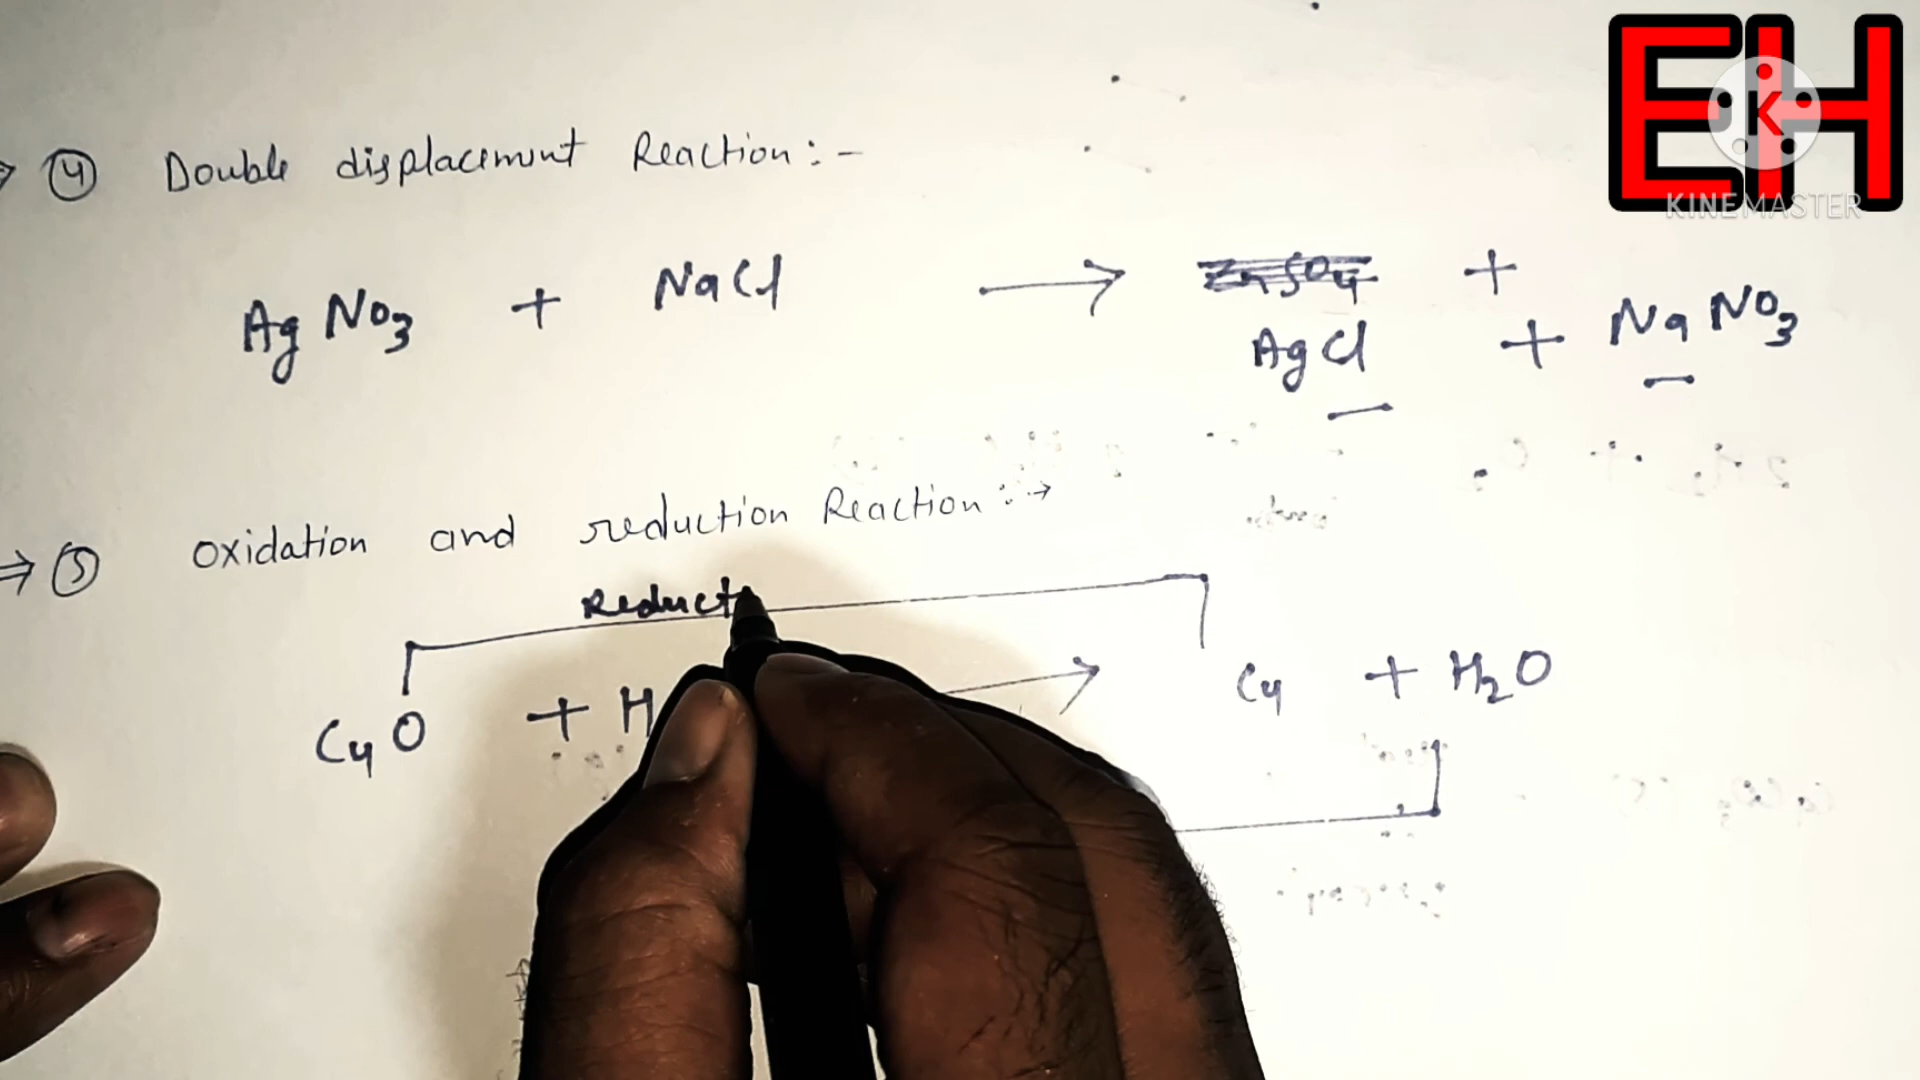 EH
K
KINEMASTER
④ Double displacement Reaction:-
AgNO3 + NaCl → ZnSO4 +
AgCl + NaNO3
⇒ ⑤ Oxidation and reduction Reaction:→
Reduct
CuO + H → Cu + H2O